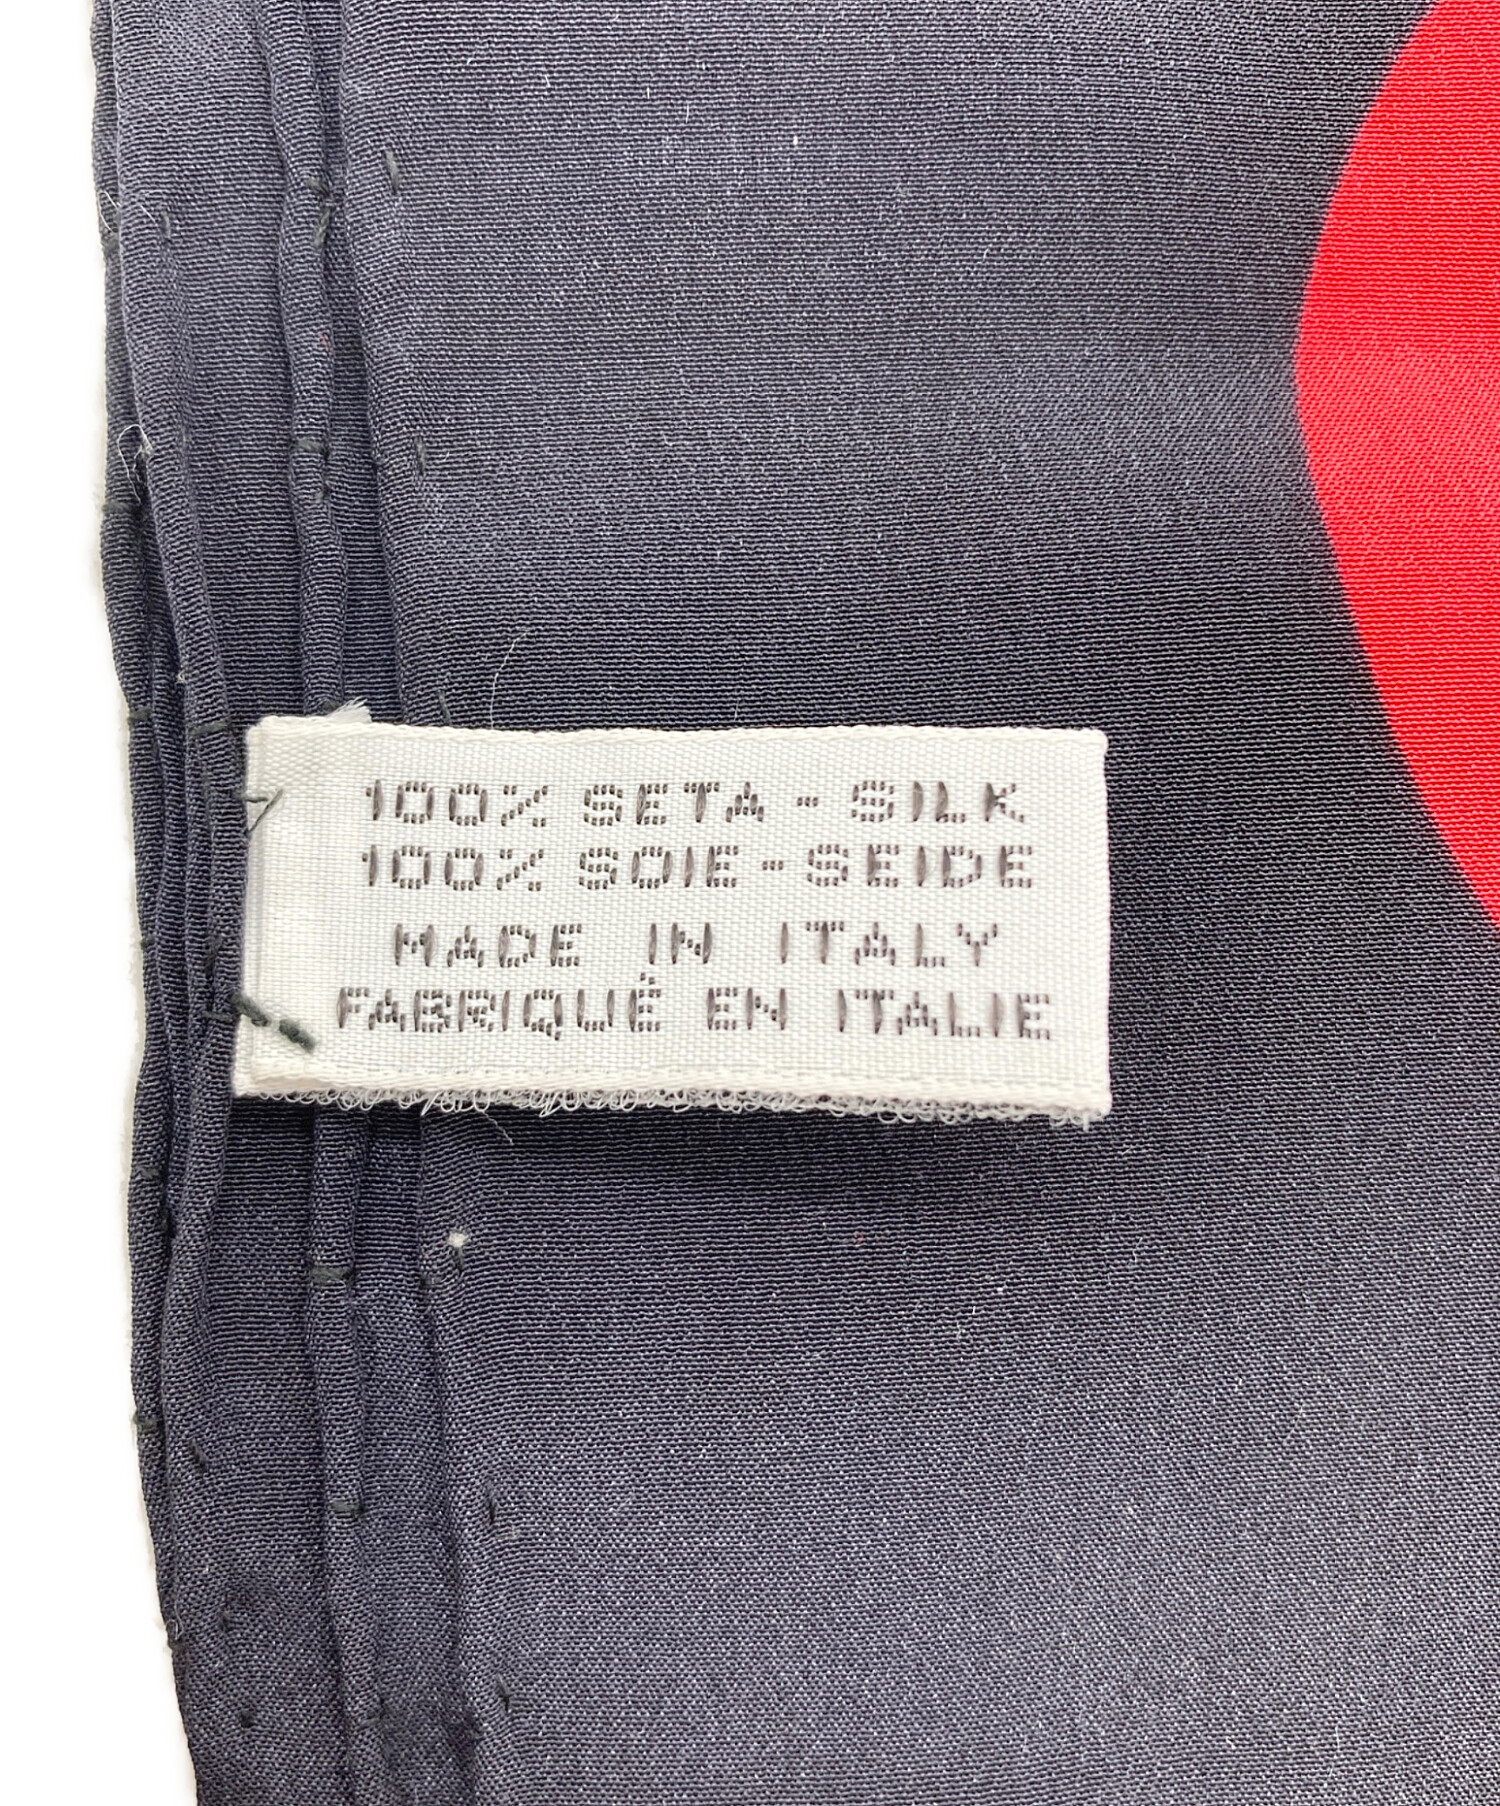 100% SETA - SILK
100% SOIE - SEIDE
MADE IN ITALY
FABRIQUÉ EN ITALIE